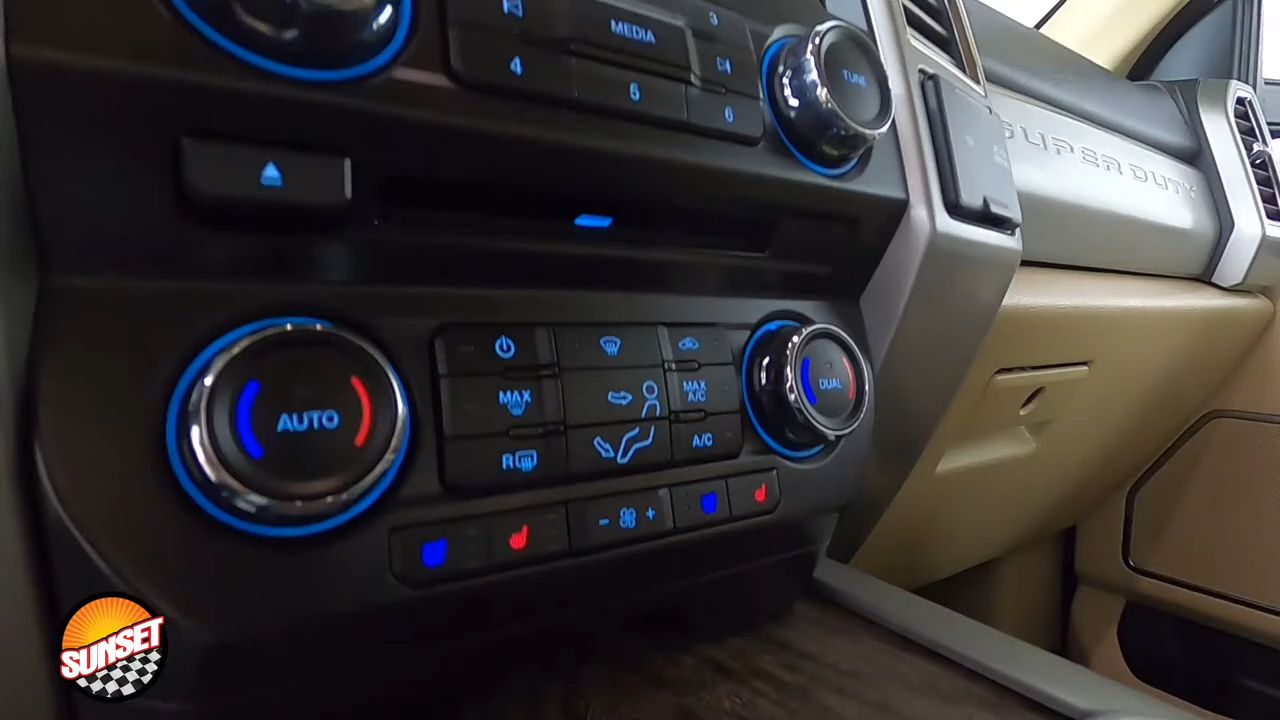 MEDIA
3
4
5
6
TUNE
SUPER DUTY
AUTO
MAX
MAX
A/C
R
A/C
DUAL
- +
SUNSET